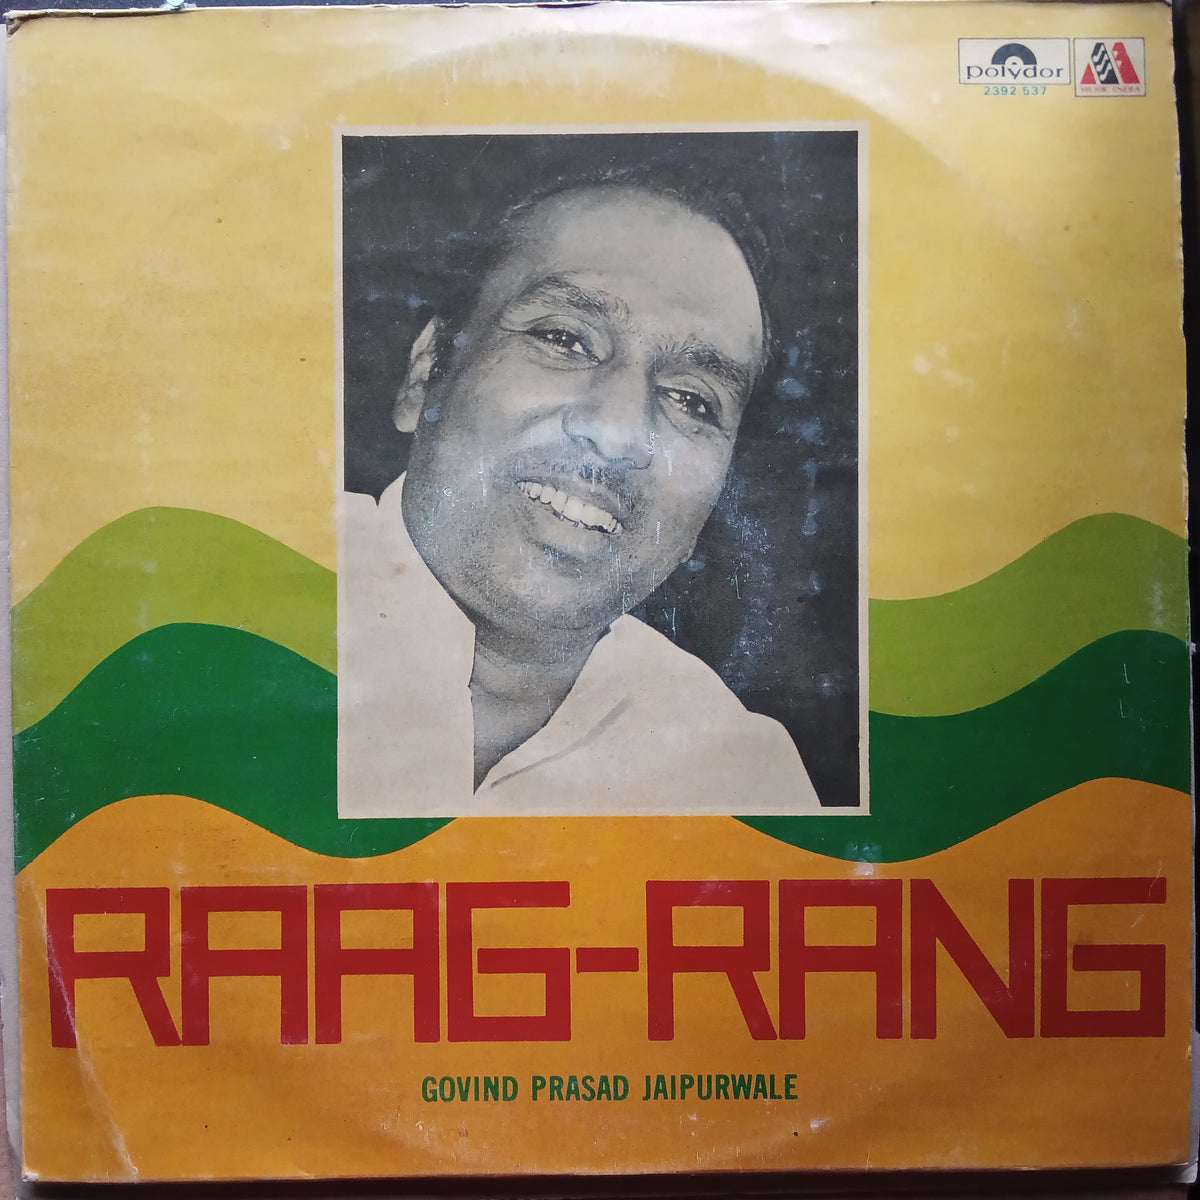 polydor
2392 537
MUSIC INDIA
RAAG-RANG
GOVIND PRASAD JAIPURWALE